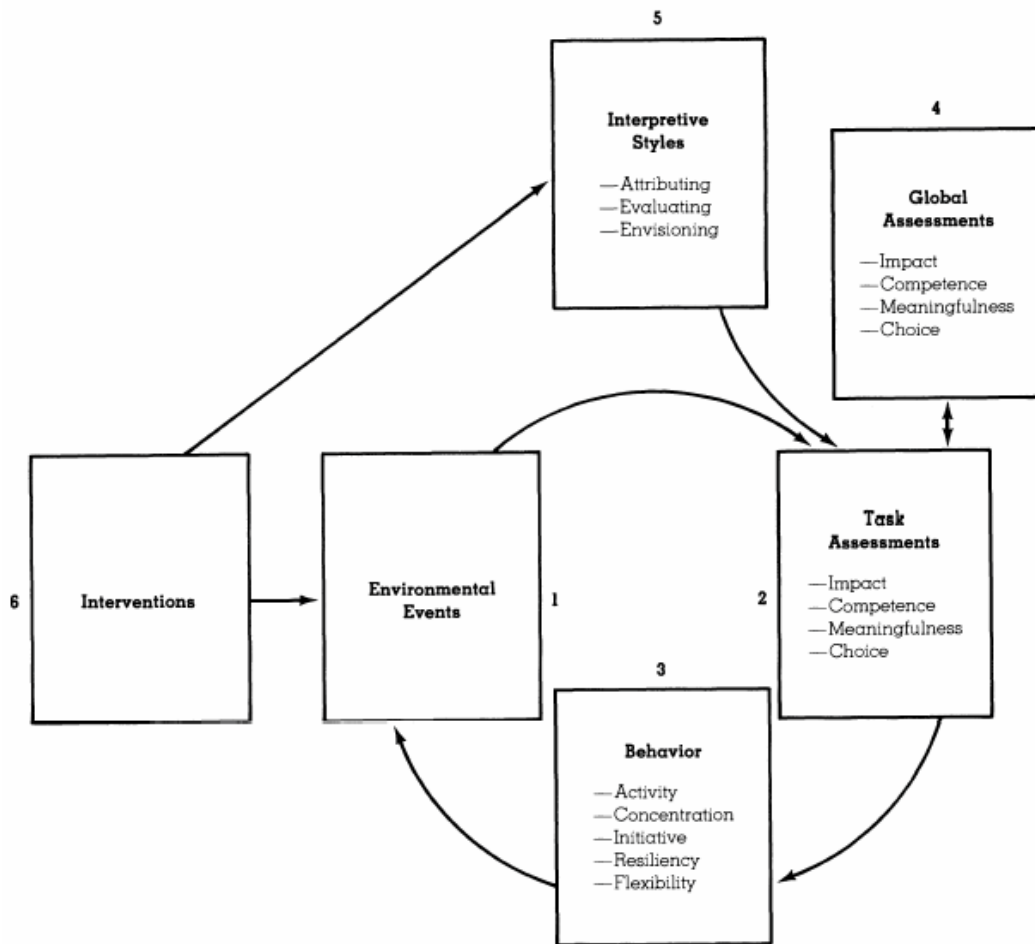 5
Interpretive
Styles
—Attributing
—Evaluating
—Envisioning
4
Global
Assessments
—Impact
—Competence
—Meaningfulness
—Choice
6
Interventions
Environmental
Events
1
2
Task
Assessments
—Impact
—Competence
—Meaningfulness
—Choice
3
Behavior
—Activity
—Concentration
—Initiative
—Resiliency
—Flexibility